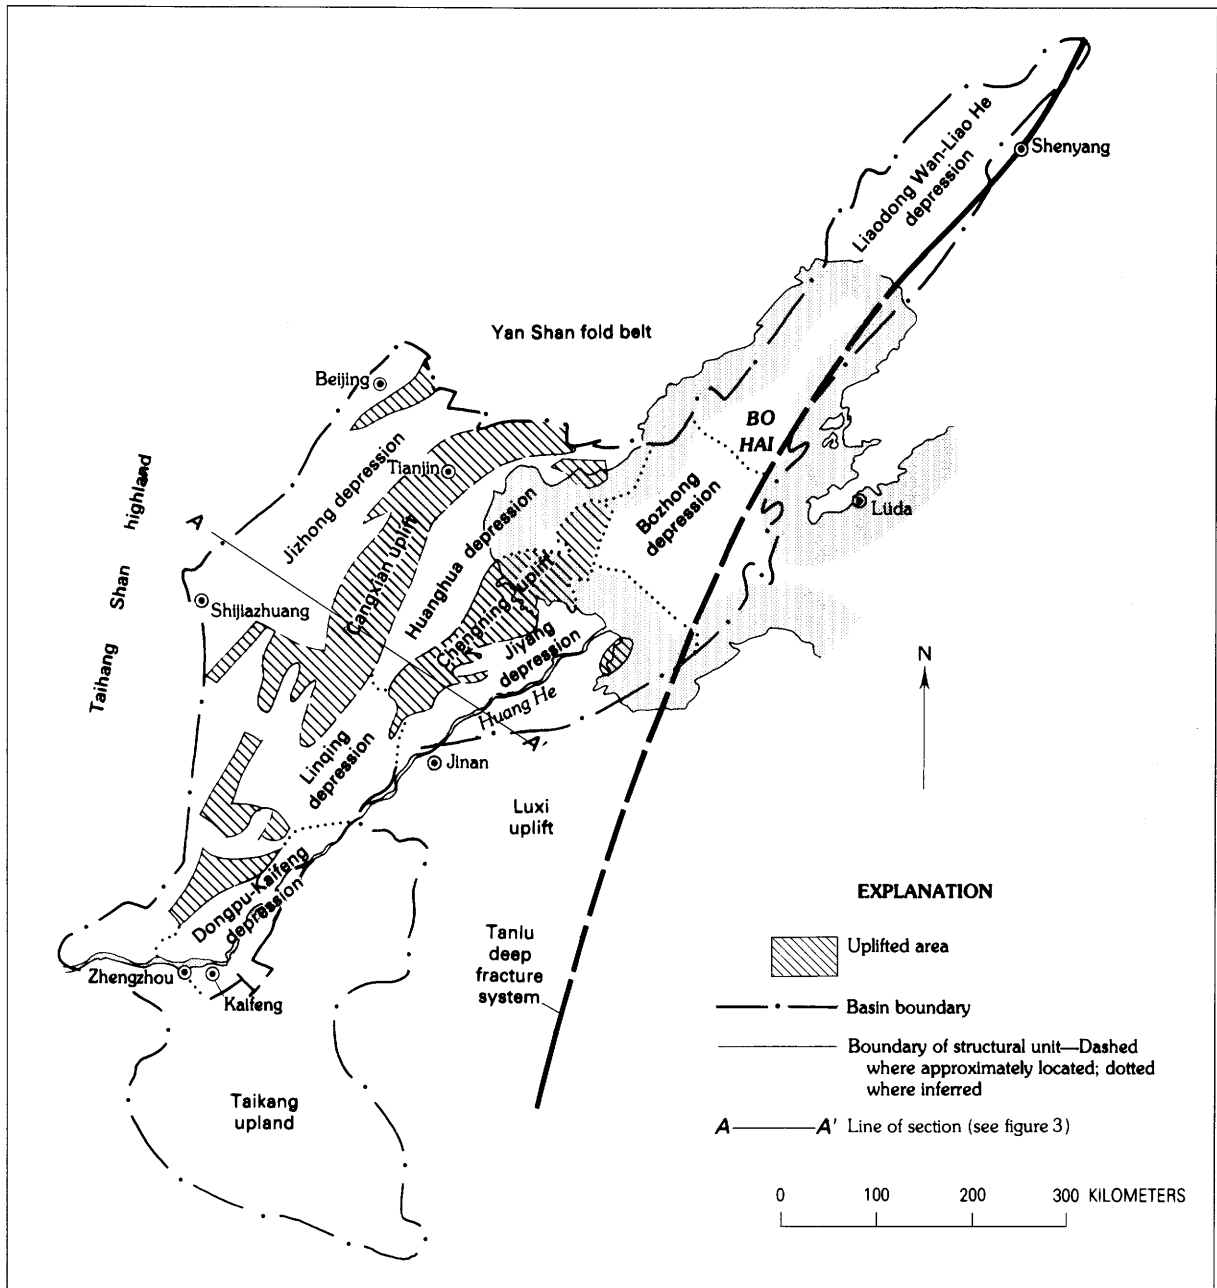 Shenyang
Liaodong Wan-Liao He
depression
Yan Shan fold belt
Beijing
BO
HAI
Tianjin
Jizhong depression
Taihang Shan highland
A
Bozhong
depression
Lüda
Huanghua depression
Cangxian uplift
Chengning uplift
Shijiazhuang
Jiyang
depression
N
Huang He
A'
Linqing
depression
Jinan
Luxi
uplift
Dongpu-Kaifeng
depression
Tanlu
deep
fracture
system
Zhengzhou
Kaifeng
Taikang
upland
EXPLANATION
Uplifted area
Basin boundary
Boundary of structural unit—Dashed
where approximately located; dotted
where inferred
A A' Line of section (see figure 3)
0 100 200 300 KILOMETERS